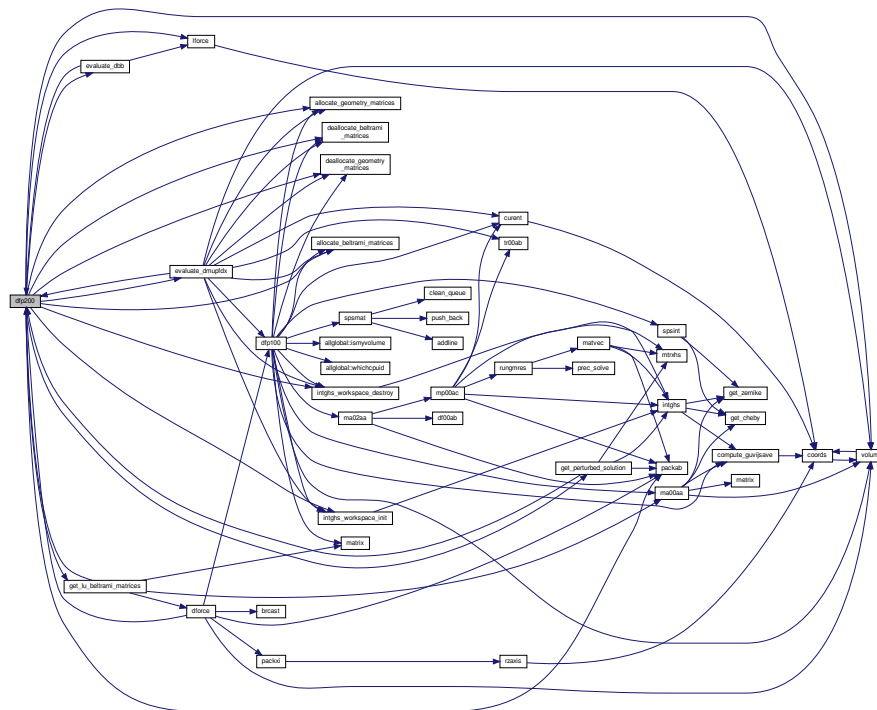 lforce
evaluate_dbb
allocate_geometry_matrices
deallocate_beltrami
_matrices
deallocate_geometry
_matrices
curent
allocate_beltrami_matrices
tr00ab
evaluate_dmupfdx
clean_queue
dfp200
spsmat
push_back
spsint
dfp100
allglobal::ismyvolume
addline
matvec
mtrxhs
allglobal::whichcpuid
rungmres
prec_solve
intghs_workspace_destroy
mp00ac
get_zernike
intghs
ma02aa
df00ab
get_cheby
compute_guvijsave
coords
volum
get_perturbed_solution
packab
metrix
ma00aa
intghs_workspace_init
matrix
get_lu_beltrami_matrices
dforce
brcast
packxi
rzaxis